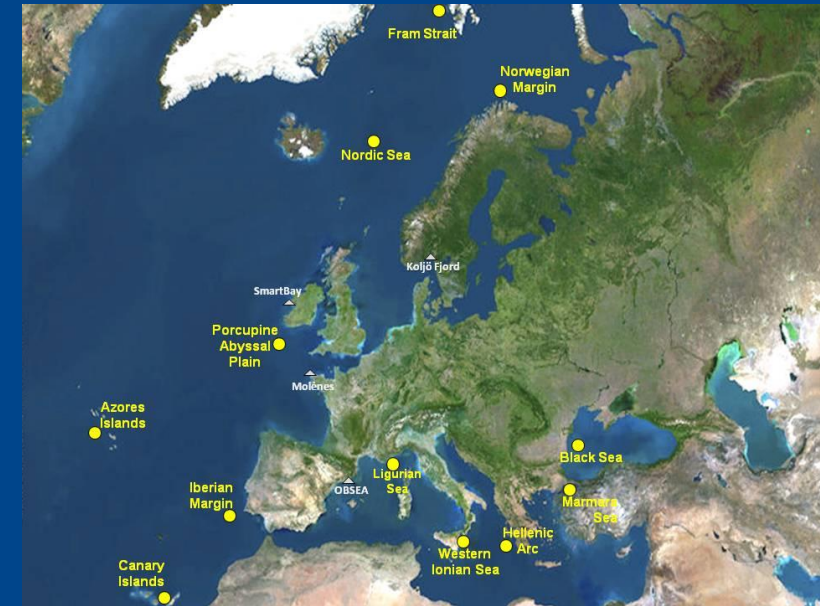 Fram Strait
Norwegian
Margin
Nordic Sea
Koljö Fjord
SmartBay
Porcupine
Abyssal
Plain
Molènes
Azores
Islands
Black Sea
Ligurian
Sea
OBSEA
Iberian
Margin
Marmara
Sea
Hellenic
Arc
Western
Ionian Sea
Canary
Islands